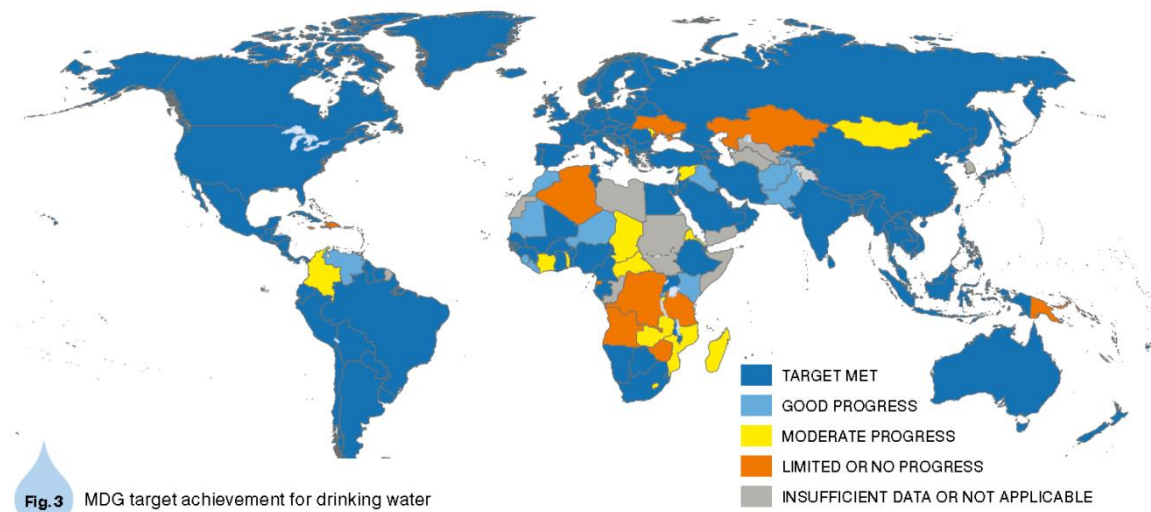 TARGET MET
GOOD PROGRESS
MODERATE PROGRESS
LIMITED OR NO PROGRESS
INSUFFICIENT DATA OR NOT APPLICABLE
Fig. 3 MDG target achievement for drinking water